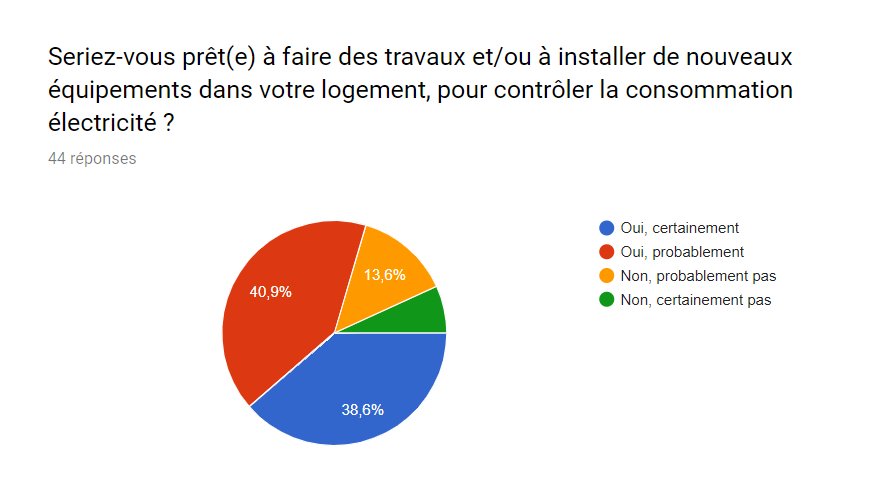 Seriez-vous prêt(e) à faire des travaux et/ou à installer de nouveaux
équipements dans votre logement, pour contrôler la consommation
électricité ?
44 réponses
Oui, certainement
Oui, probablement
Non, probablement pas
Non, certainement pas
13,6%
40,9%
38,6%